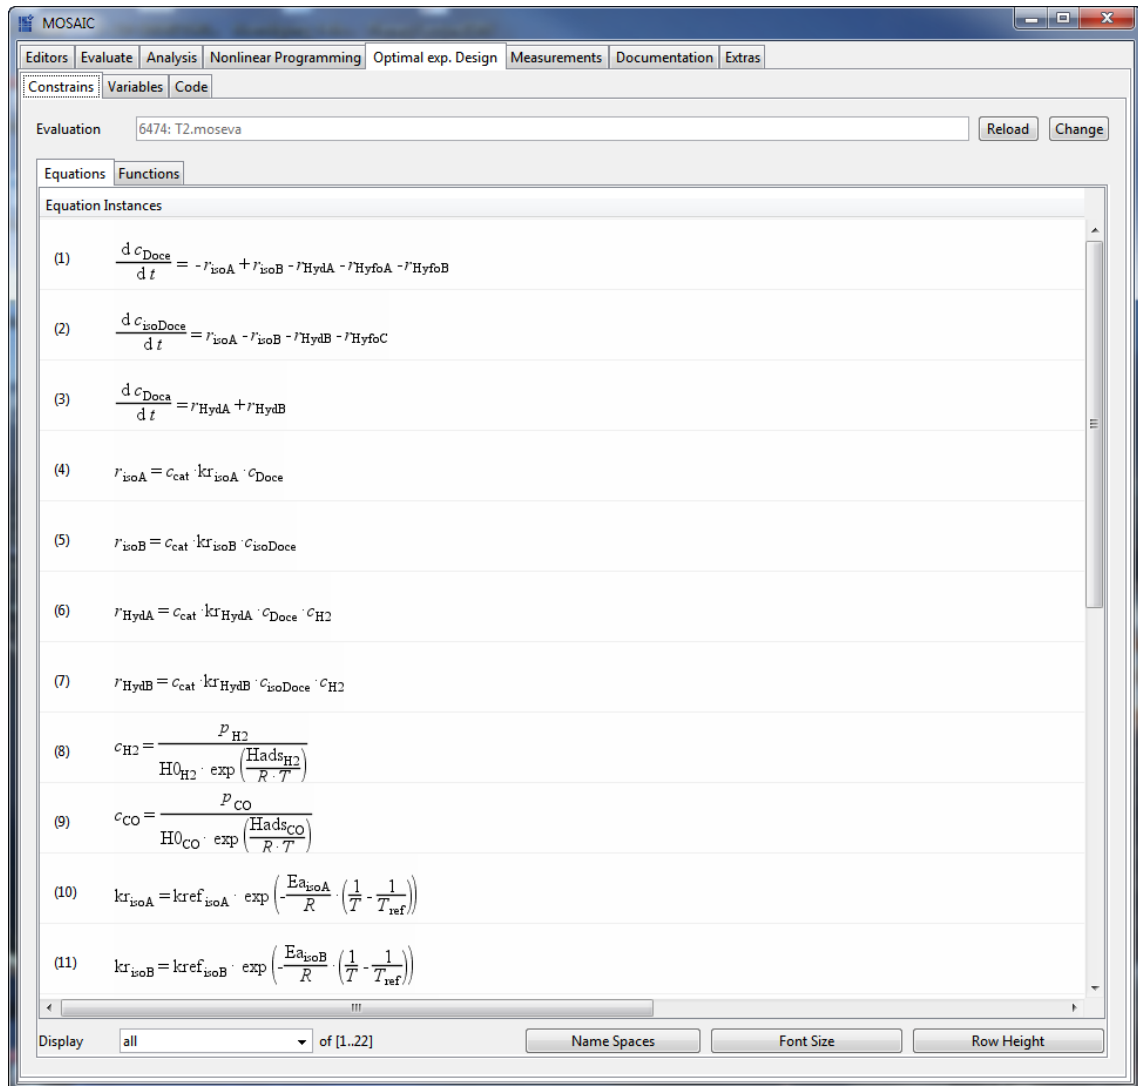 MOSAIC
Editors Evaluate Analysis Nonlinear Programming Optimal exp. Design Measurements Documentation Extras
Constrains Variables Code
Evaluation 6474: T2.moseva Reload Change
Equations Functions
Equation Instances
(1) d c_Doce / d t = -r_isoA + r_isoB - r_HydA - r_HyfoA - r_HyfoB
(2) d c_isoDoce / d t = r_isoA - r_isoB - r_HydB - r_HyfoC
(3) d c_Doca / d t = r_HydA + r_HydB
(4) r_isoA = c_cat · kr_isoA · c_Doce
(5) r_isoB = c_cat · kr_isoB · c_isoDoce
(6) r_HydA = c_cat · kr_HydA · c_Doce · c_H2
(7) r_HydB = c_cat · kr_HydB · c_isoDoce · c_H2
(8) c_H2 = p_H2 / (H0_H2 · exp(Hads_H2 / (R · T)))
(9) c_CO = p_CO / (H0_CO · exp(Hads_CO / (R · T)))
(10) kr_isoA = kref_isoA · exp(-Ea_isoA / R · (1 / T - 1 / T_ref))
(11) kr_isoB = kref_isoB · exp(-Ea_isoB / R · (1 / T - 1 / T_ref))
Display all of [1..22] Name Spaces Font Size Row Height